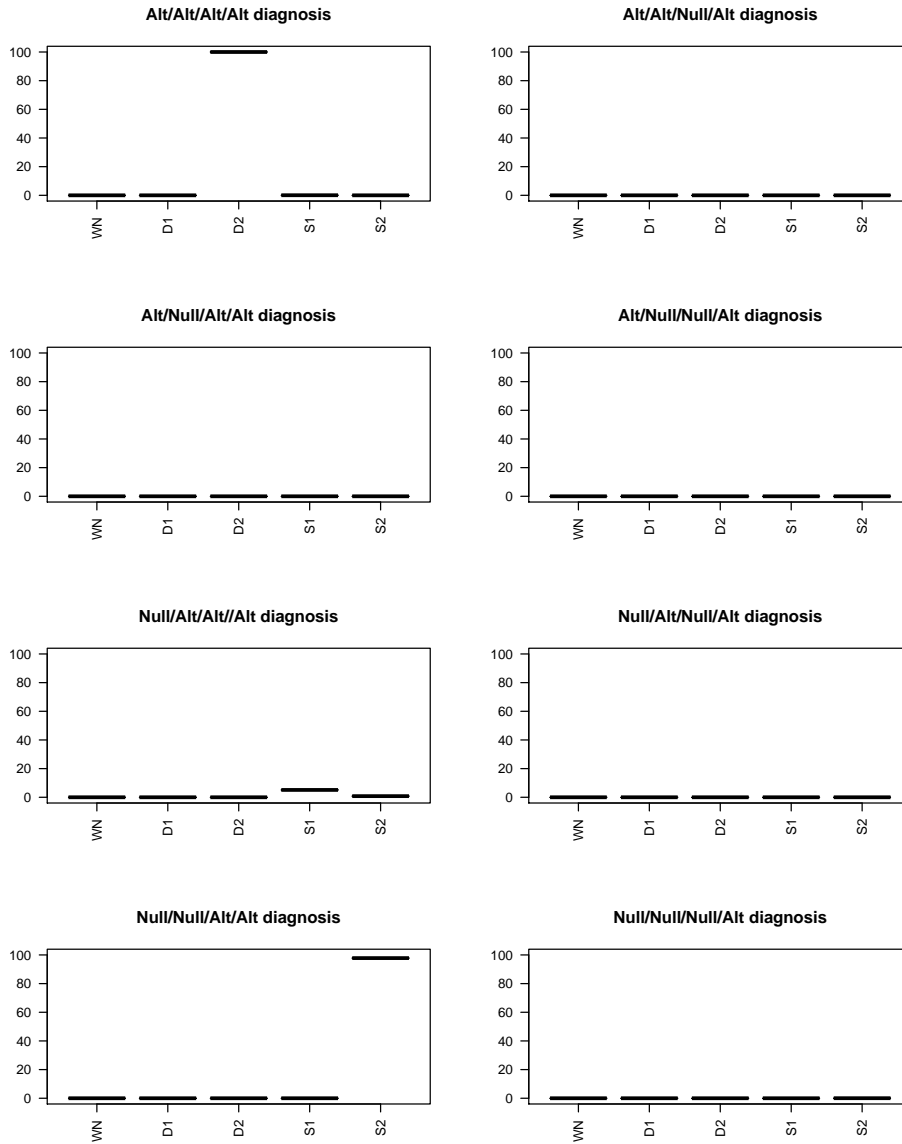 Alt/Alt/Alt/Alt diagnosis
100
80
60
40
20
0
WN
D1
D2
S1
S2
Alt/Alt/Null/Alt diagnosis
100
80
60
40
20
0
WN
D1
D2
S1
S2
Alt/Null/Alt/Alt diagnosis
100
80
60
40
20
0
WN
D1
D2
S1
S2
Alt/Null/Null/Alt diagnosis
100
80
60
40
20
0
WN
D1
D2
S1
S2
Null/Alt/Alt//Alt diagnosis
100
80
60
40
20
0
WN
D1
D2
S1
S2
Null/Alt/Null/Alt diagnosis
100
80
60
40
20
0
WN
D1
D2
S1
S2
Null/Null/Alt/Alt diagnosis
100
80
60
40
20
0
WN
D1
D2
S1
S2
Null/Null/Null/Alt diagnosis
100
80
60
40
20
0
WN
D1
D2
S1
S2